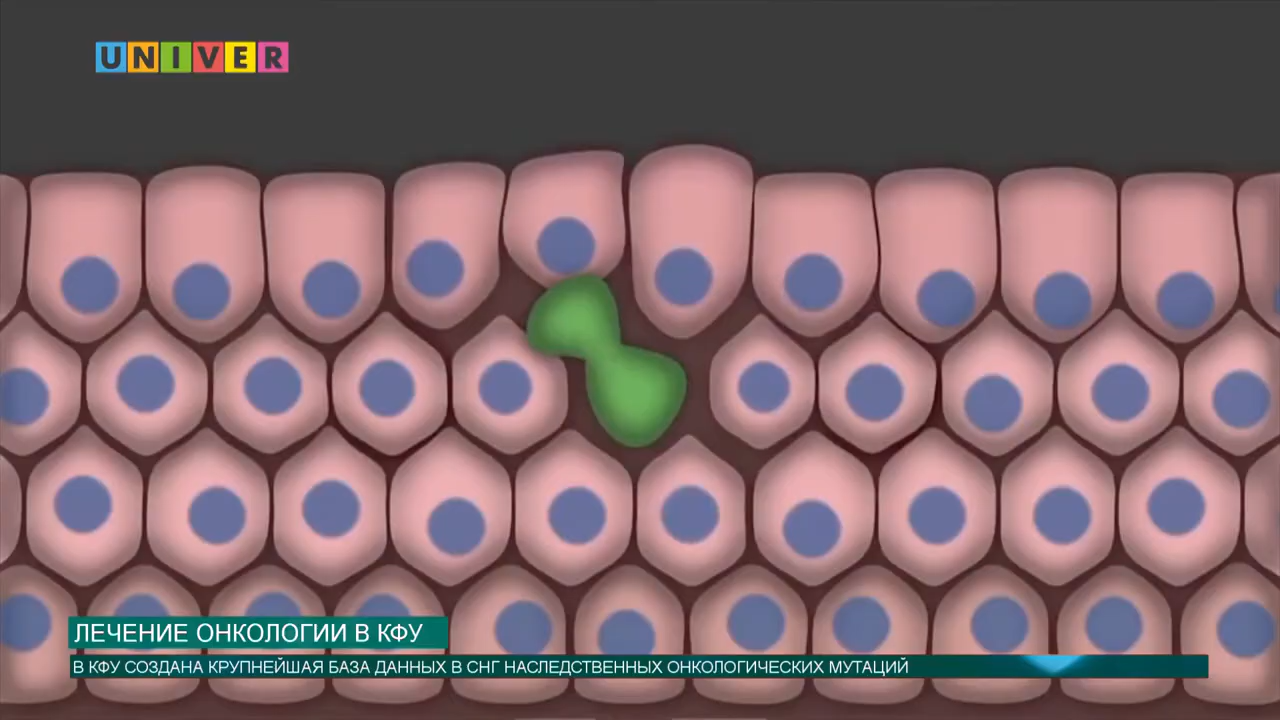 UNIVER
ЛЕЧЕНИЕ ОНКОЛОГИИ В КФУ
В КФУ СОЗДАНА КРУПНЕЙШАЯ БАЗА ДАННЫХ В СНГ НАСЛЕДСТВЕННЫХ ОНКОЛОГИЧЕСКИХ МУТАЦИЙ